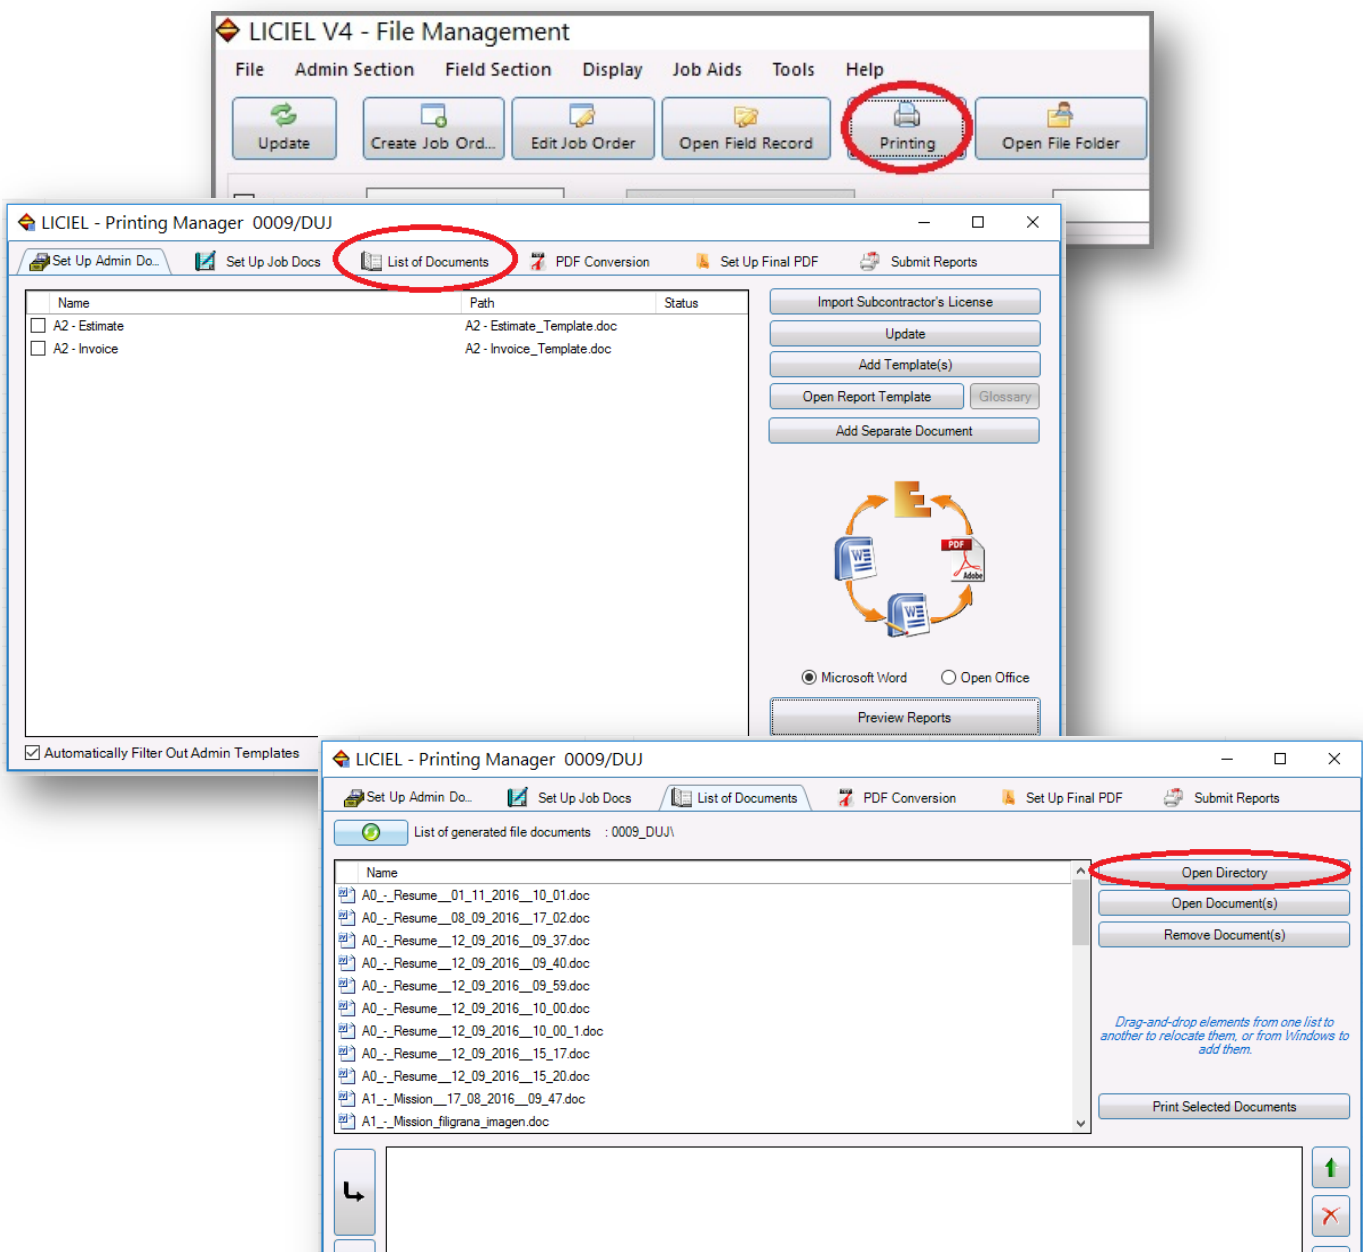 LICIEL V4 - File Management
File Admin Section Field Section Display Job Aids Tools Help
Update Create Job Ord... Edit Job Order Open Field Record Printing Open File Folder
LICIEL - Printing Manager 0009/DUJ
Set Up Admin Do... Set Up Job Docs List of Documents PDF Conversion Set Up Final PDF Submit Reports
Name Path Status
A2 - Estimate A2 - Estimate_Template.doc
A2 - Invoice A2 - Invoice_Template.doc
Import Subcontractor's License
Update
Add Template(s)
Open Report Template Glossary
Add Separate Document
PDF
Adobe
Microsoft Word Open Office
Preview Reports
Automatically Filter Out Admin Templates
LICIEL - Printing Manager 0009/DUJ
Set Up Admin Do... Set Up Job Docs List of Documents PDF Conversion Set Up Final PDF Submit Reports
List of generated file documents : 0009_DUJ\
Name
A0_-_Resume__01_11_2016__10_01.doc
A0_-_Resume__08_09_2016__17_02.doc
A0_-_Resume__12_09_2016__09_37.doc
A0_-_Resume__12_09_2016__09_40.doc
A0_-_Resume__12_09_2016__09_59.doc
A0_-_Resume__12_09_2016__10_00.doc
A0_-_Resume__12_09_2016__10_00_1.doc
A0_-_Resume__12_09_2016__15_17.doc
A0_-_Resume__12_09_2016__15_20.doc
A1_-_Mission__17_08_2016__09_47.doc
A1_-_Mission_filigrana_imagen.doc
Open Directory
Open Document(s)
Remove Document(s)
Drag-and-drop elements from one list to
another to relocate them, or from Windows to
add them.
Print Selected Documents